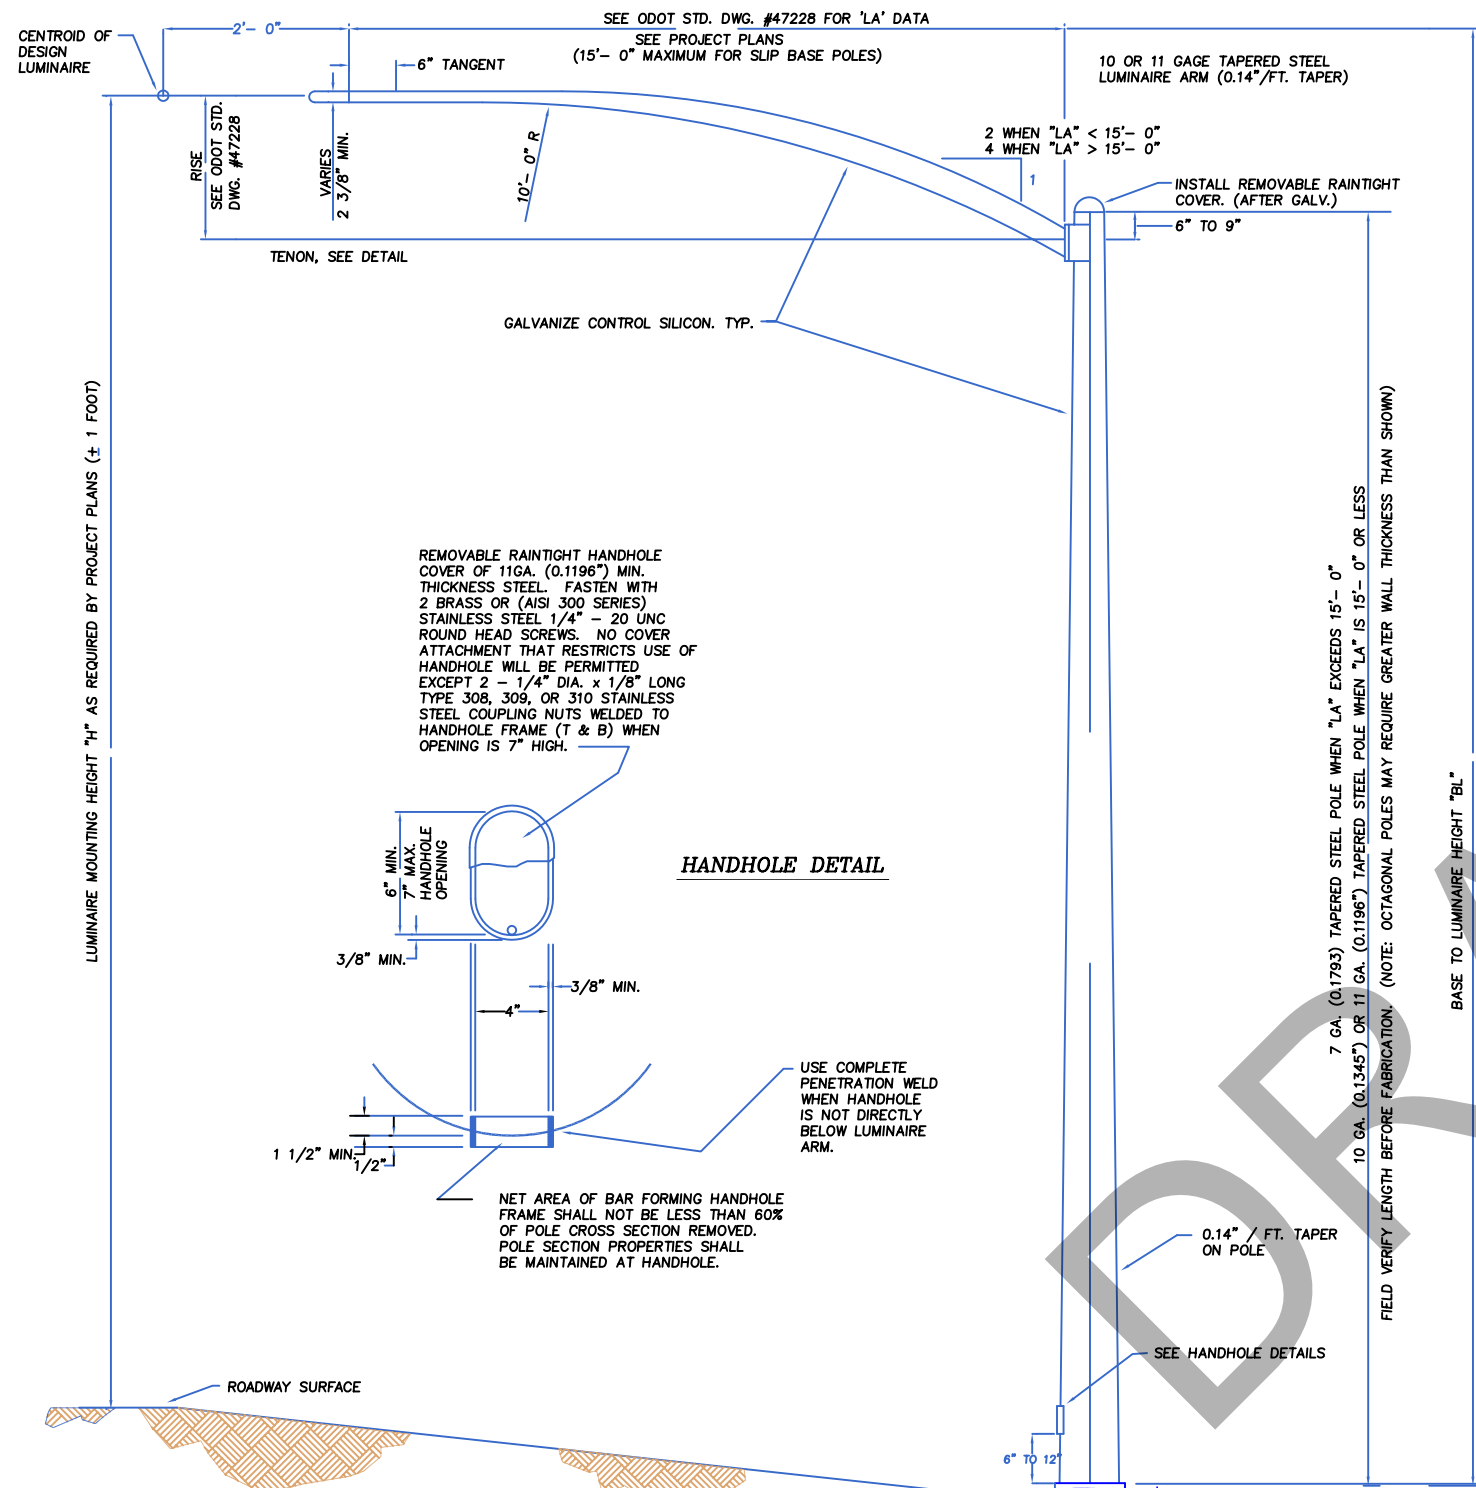 SEE ODOT STD. DWG. #47228 FOR 'LA' DATA
SEE PROJECT PLANS
(15'- 0" MAXIMUM FOR SLIP BASE POLES)
2'- 0"
CENTROID OF
DESIGN
LUMINAIRE
6" TANGENT
10 OR 11 GAGE TAPERED STEEL
LUMINAIRE ARM (0.14"/FT. TAPER)
RISE
SEE ODOT STD.
DWG. #47228
VARIES
2 3/8" MIN.
10'- 0" R
2 WHEN "LA" < 15'- 0"
4 WHEN "LA" > 15'- 0"
1
INSTALL REMOVABLE RAINTIGHT
COVER. (AFTER GALV.)
6" TO 9"
TENON, SEE DETAIL
GALVANIZE CONTROL SILICON. TYP.
LUMINAIRE MOUNTING HEIGHT "H" AS REQUIRED BY PROJECT PLANS (± 1 FOOT)
REMOVABLE RAINTIGHT HANDHOLE
COVER OF 11GA. (0.1196") MIN.
THICKNESS STEEL. FASTEN WITH
2 BRASS OR (AISI 300 SERIES)
STAINLESS STEEL 1/4" - 20 UNC
ROUND HEAD SCREWS. NO COVER
ATTACHMENT THAT RESTRICTS USE OF
HANDHOLE WILL BE PERMITTED
EXCEPT 2 - 1/4" DIA. x 1/8" LONG
TYPE 308, 309, OR 310 STAINLESS
STEEL COUPLING NUTS WELDED TO
HANDHOLE FRAME (T & B) WHEN
OPENING IS 7" HIGH.
6" MIN.
7" MAX.
HANDHOLE
OPENING
HANDHOLE DETAIL
3/8" MIN.
3/8" MIN.
4"
USE COMPLETE
PENETRATION WELD
WHEN HANDHOLE
IS NOT DIRECTLY
BELOW LUMINAIRE
ARM.
1 1/2" MIN.
1/2"
NET AREA OF BAR FORMING HANDHOLE
FRAME SHALL NOT BE LESS THAN 60%
OF POLE CROSS SECTION REMOVED.
POLE SECTION PROPERTIES SHALL
BE MAINTAINED AT HANDHOLE.
7 GA. (0.1793) TAPERED STEEL POLE WHEN "LA" EXCEEDS 15'- 0"
10 GA. (0.1345") OR 11 GA. (0.1196") TAPERED STEEL POLE WHEN "LA" IS 15'- 0" OR LESS
FIELD VERIFY LENGTH BEFORE FABRICATION. (NOTE: OCTAGONAL POLES MAY REQUIRE GREATER WALL THICKNESS THAN SHOWN)
BASE TO LUMINAIRE HEIGHT "BL"
0.14" / FT. TAPER
ON POLE
SEE HANDHOLE DETAILS
ROADWAY SURFACE
6" TO 12"
DR